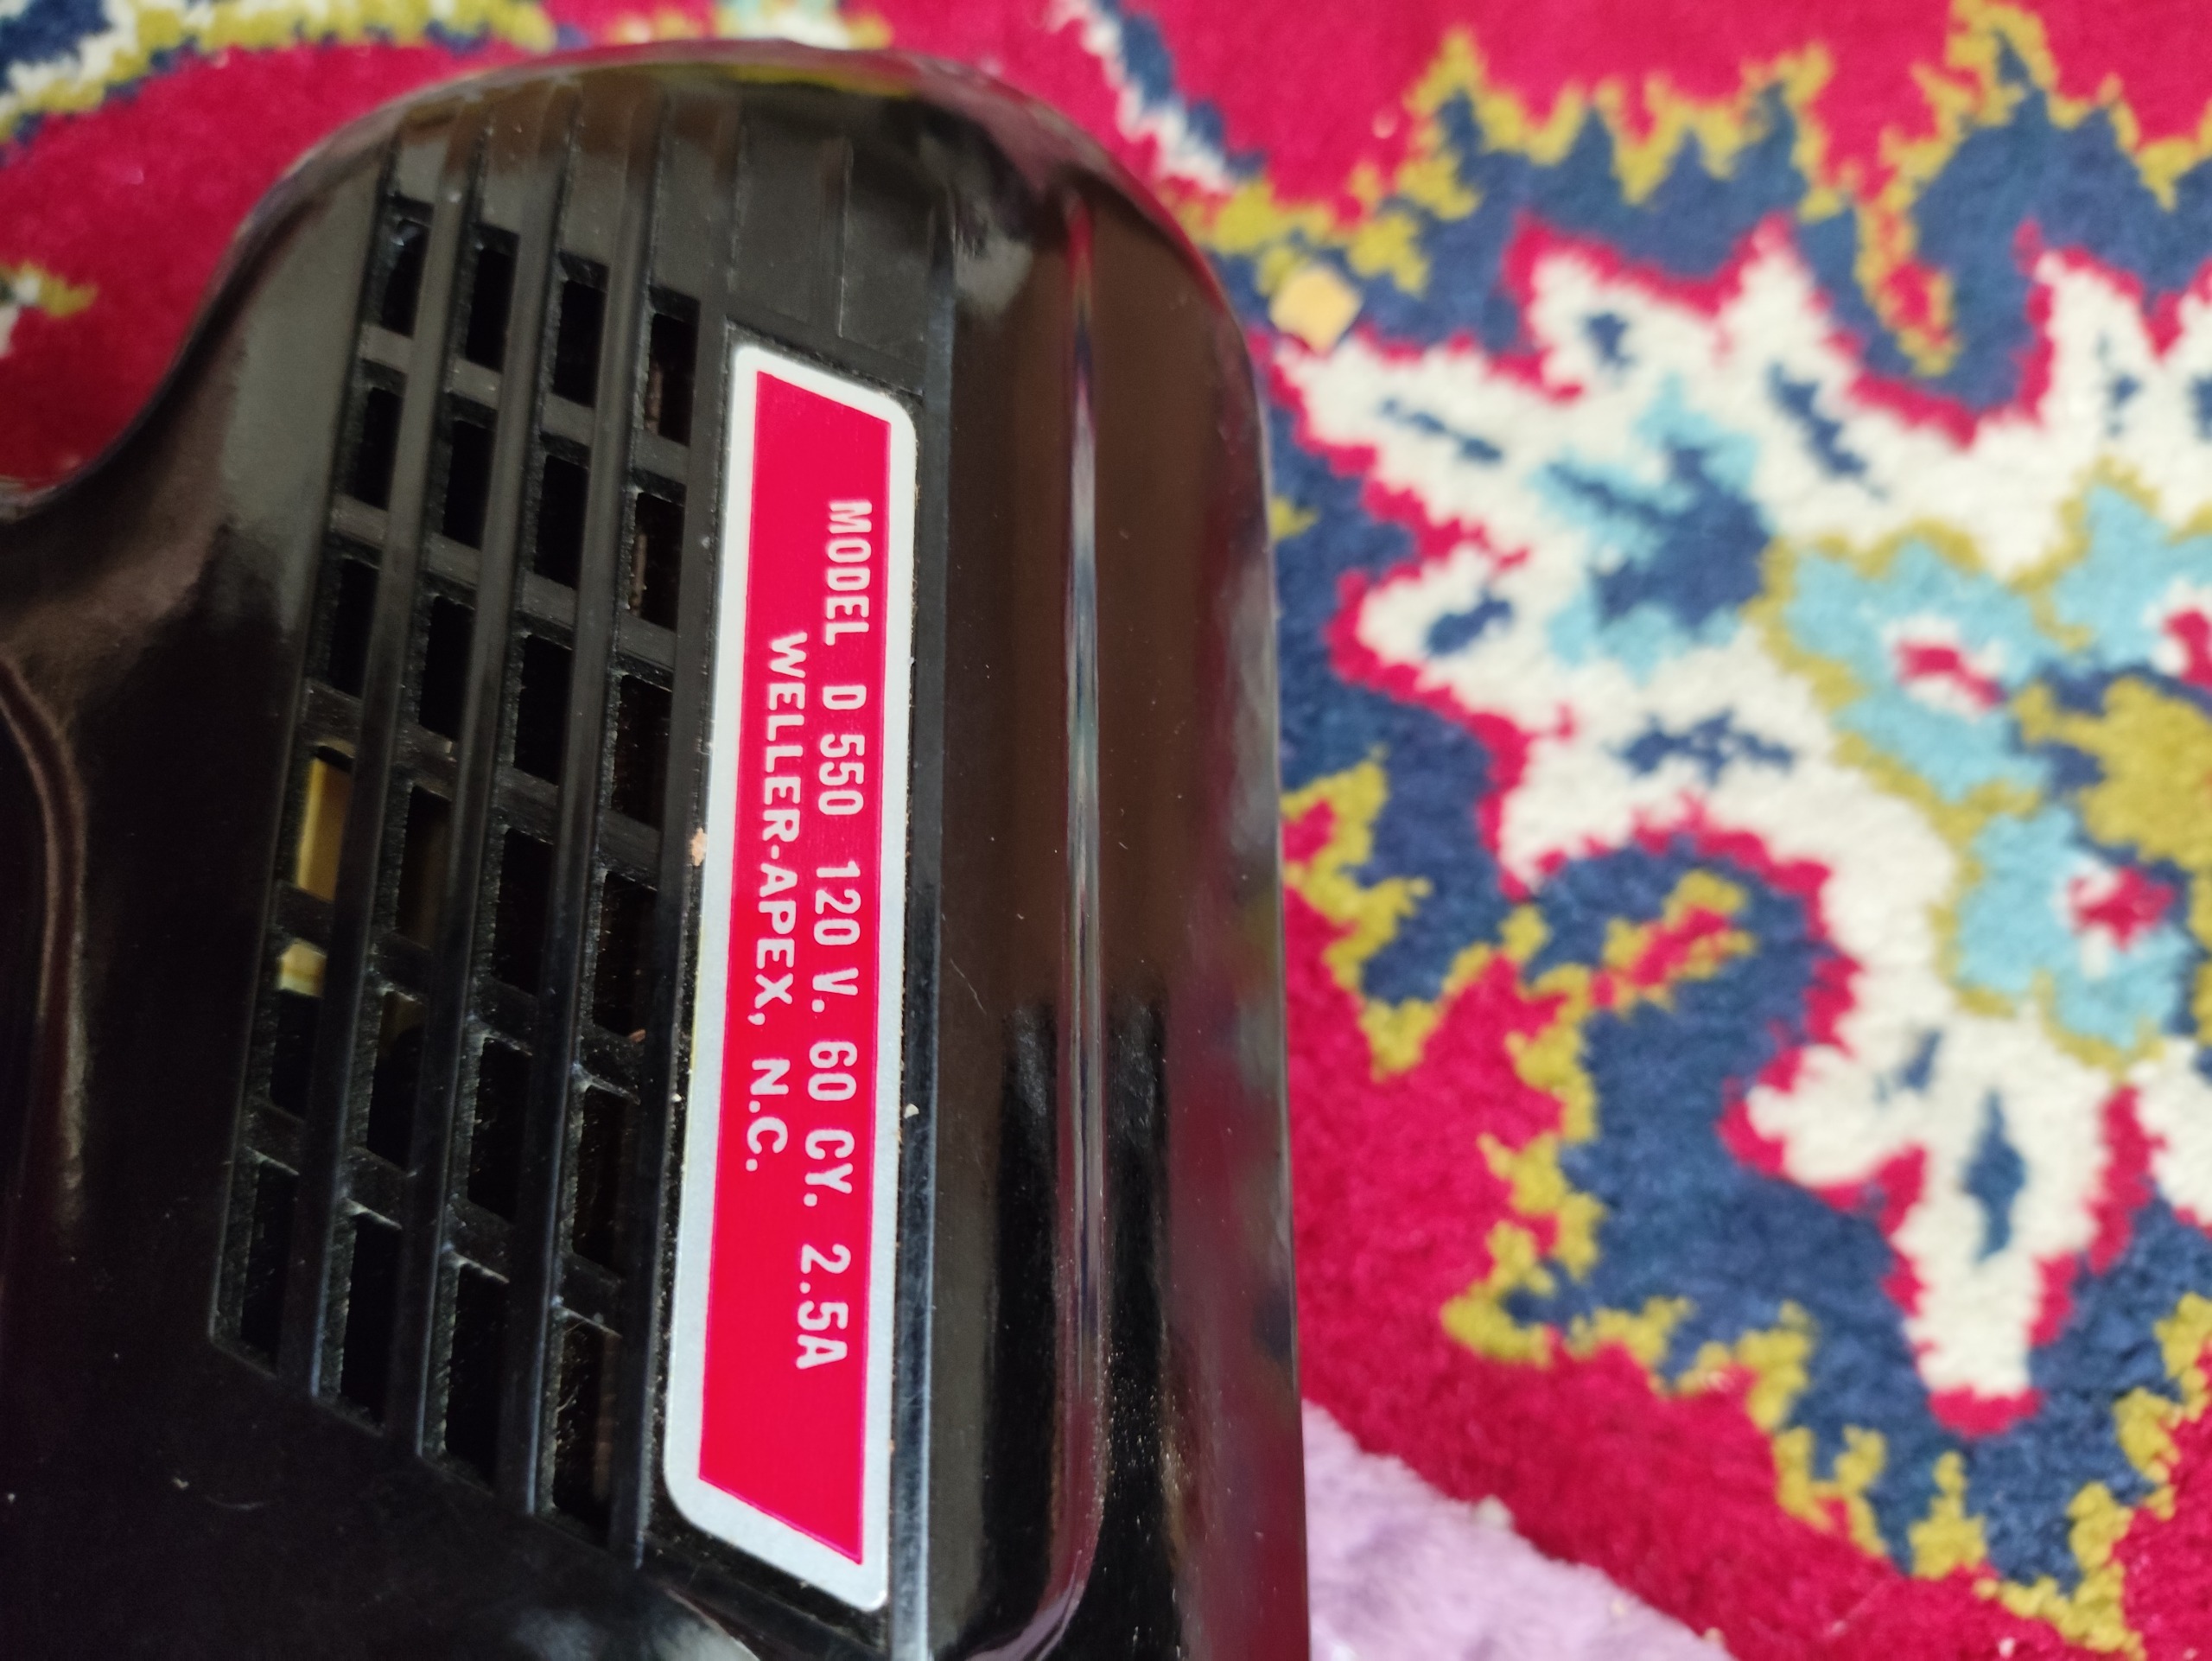 MODEL D 550 120 V. 60 CY. 2.5A
WELLER-APEX, N.C.